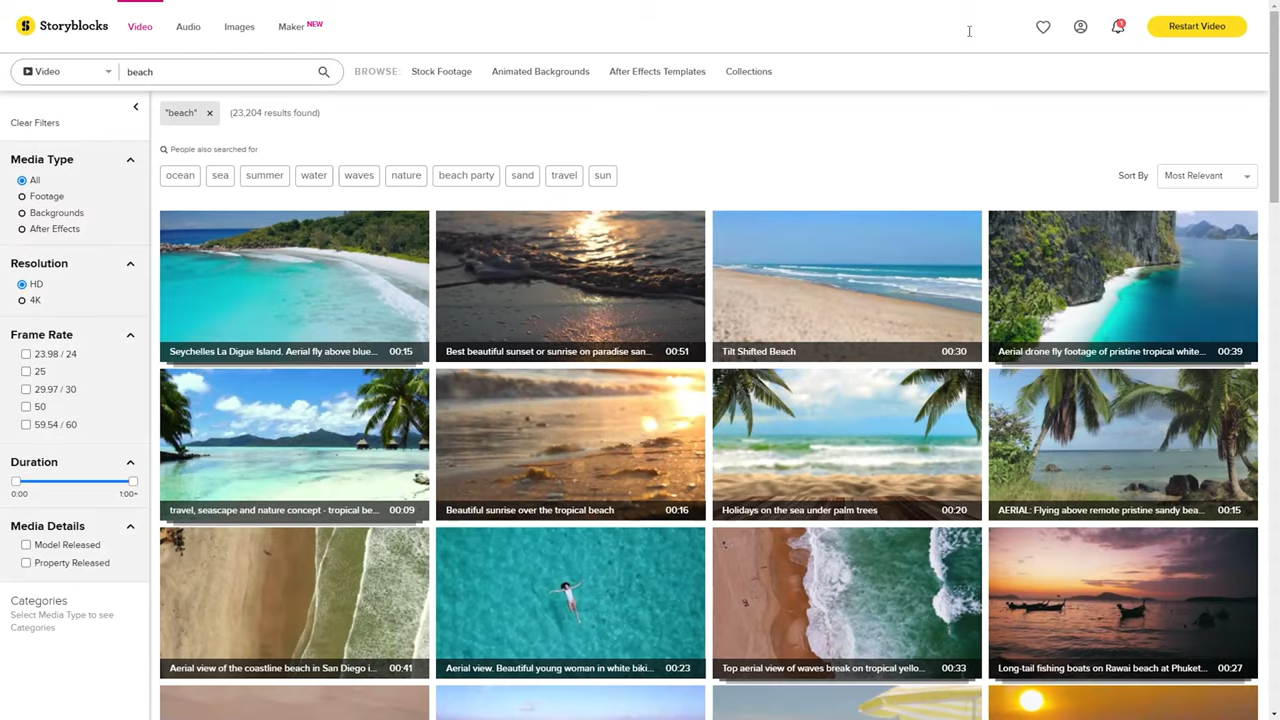 Storyblocks
Video
Audio
Images
Maker NEW
1
Restart Video
Video
beach
BROWSE:
Stock Footage
Animated Backgrounds
After Effects Templates
Collections
Clear Filters
Media Type
All
Footage
Backgrounds
After Effects
Resolution
HD
4K
Frame Rate
23.98 / 24
25
29.97 / 30
50
59.54 / 60
Duration
0:00
1:00+
Media Details
Model Released
Property Released
Categories
Select Media Type to see
Categories
"beach" ×
(23,204 results found)
People also searched for
ocean
sea
summer
water
waves
nature
beach party
sand
travel
sun
Sort By
Most Relevant
Seychelles La Digue Island. Aerial fly above blue... 00:15
Best beautiful sunset or sunrise on paradise san... 00:51
Tilt Shifted Beach 00:30
Aerial drone fly footage of pristine tropical white... 00:39
travel, seascape and nature concept - tropical be... 00:09
Beautiful sunrise over the tropical beach 00:16
Holidays on the sea under palm trees 00:20
AERIAL: Flying above remote pristine sandy bea... 00:15
Aerial view of the coastline beach in San Diego i... 00:41
Aerial view. Beautiful young woman in white biki... 00:23
Top aerial view of waves break on tropical yello... 00:33
Long-tail fishing boats on Rawai beach at Phuket... 00:27